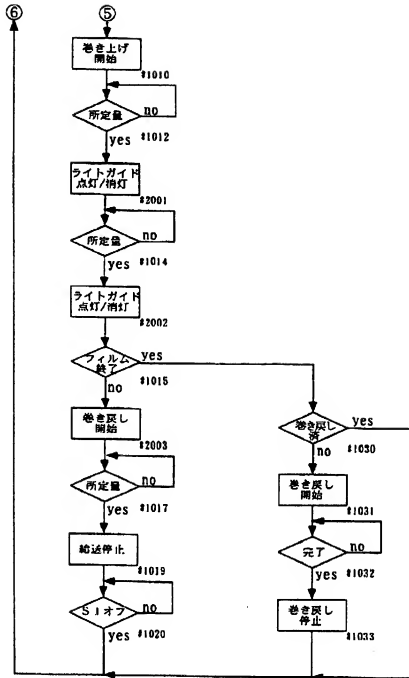 ⑥
⑤
巻き上げ
開始
#1010
所定量
no
yes
#1012
ライトガイド
点灯/消灯
#2001
所定量
no
yes
#1014
ライトガイド
点灯/消灯
#2002
フィルム
終了
yes
no
#1015
巻き戻し
開始
#2003
所定量
no
yes
#1017
給送停止
#1019
S1オフ
no
yes
#1020
巻き戻し
済
yes
no
#1030
巻き戻し
開始
#1031
完了
no
yes
#1032
巻き戻し
停止
#1033